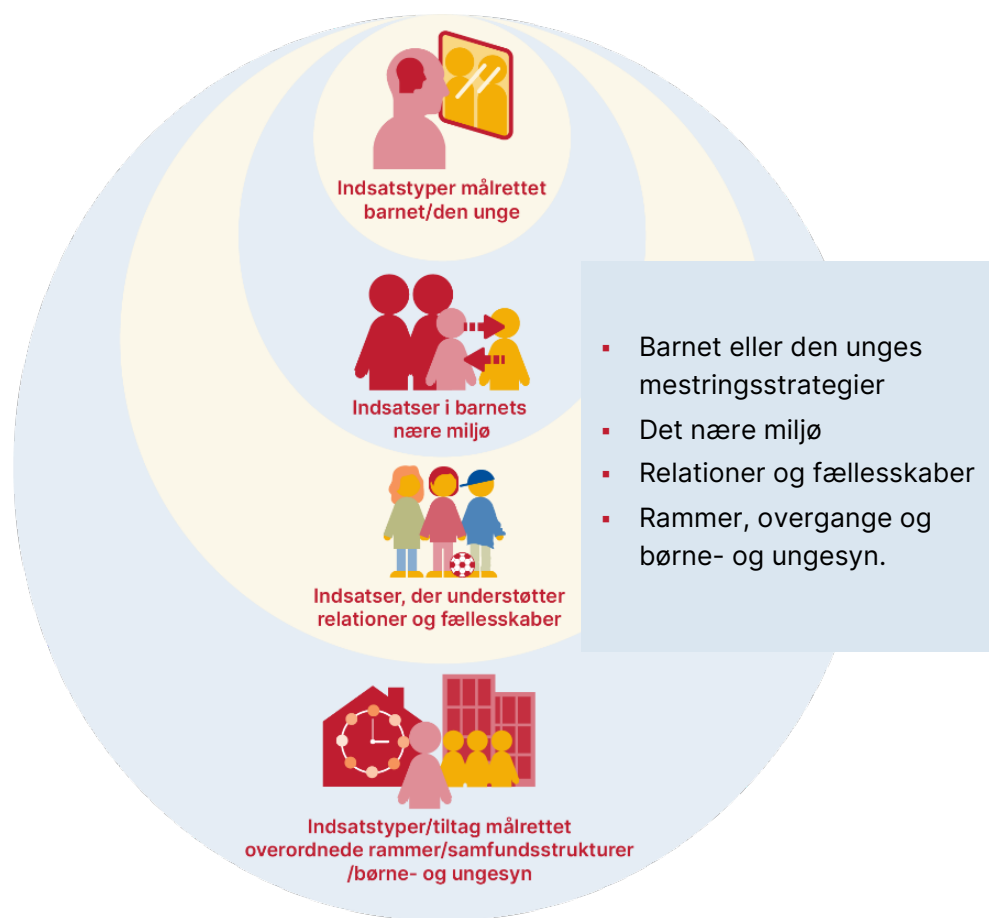 Indsatstyper målrettet
barnet/den unge
Indsatser i barnets
nære miljø
Indsatser, der understøtter
relationer og fællesskaber
Indsatstyper/tiltag målrettet
overordnede rammer/samfundsstrukturer
/børne- og ungesyn
▪ Barnet eller den unges
mestringsstrategier
▪ Det nære miljø
▪ Relationer og fællesskaber
▪ Rammer, overgange og
børne- og ungesyn.